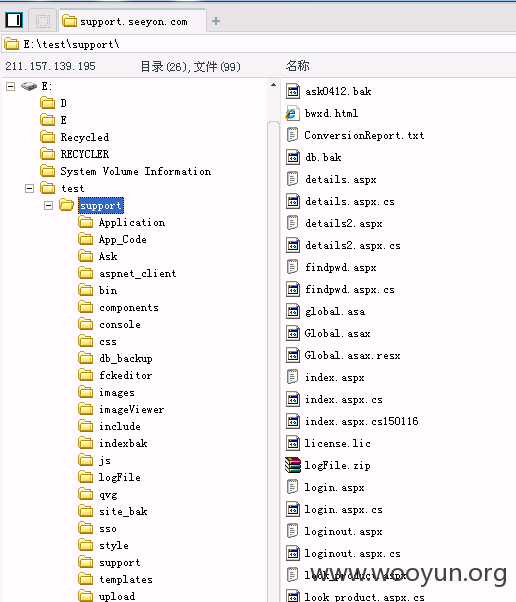 support.seeyon.com
E:\test\support\
211.157.139.195 目录(26),文件(99) 名称
E:
D
E
Recycled
RECYCLER
System Volume Information
test
support
Application
App_Code
Ask
aspnet_client
bin
components
console
css
db_backup
fckeditor
images
imageViewer
include
indexbak
js
logFile
qvg
site_bak
sso
style
support
templates
upload
ask0412.bak
bwxd.html
ConversionReport.txt
db.bak
details.aspx
details.aspx.cs
details2.aspx
details2.aspx.cs
findpwd.aspx
findpwd.aspx.cs
global.asa
Global.asax
Global.asax.resx
index.aspx
index.aspx.cs
index.aspx.cs150116
license.lic
logFile.zip
login.aspx
login.aspx.cs
loginout.aspx
loginout.aspx.cs
look_product.aspx
look_product.aspx.cs
www.wooyun.org